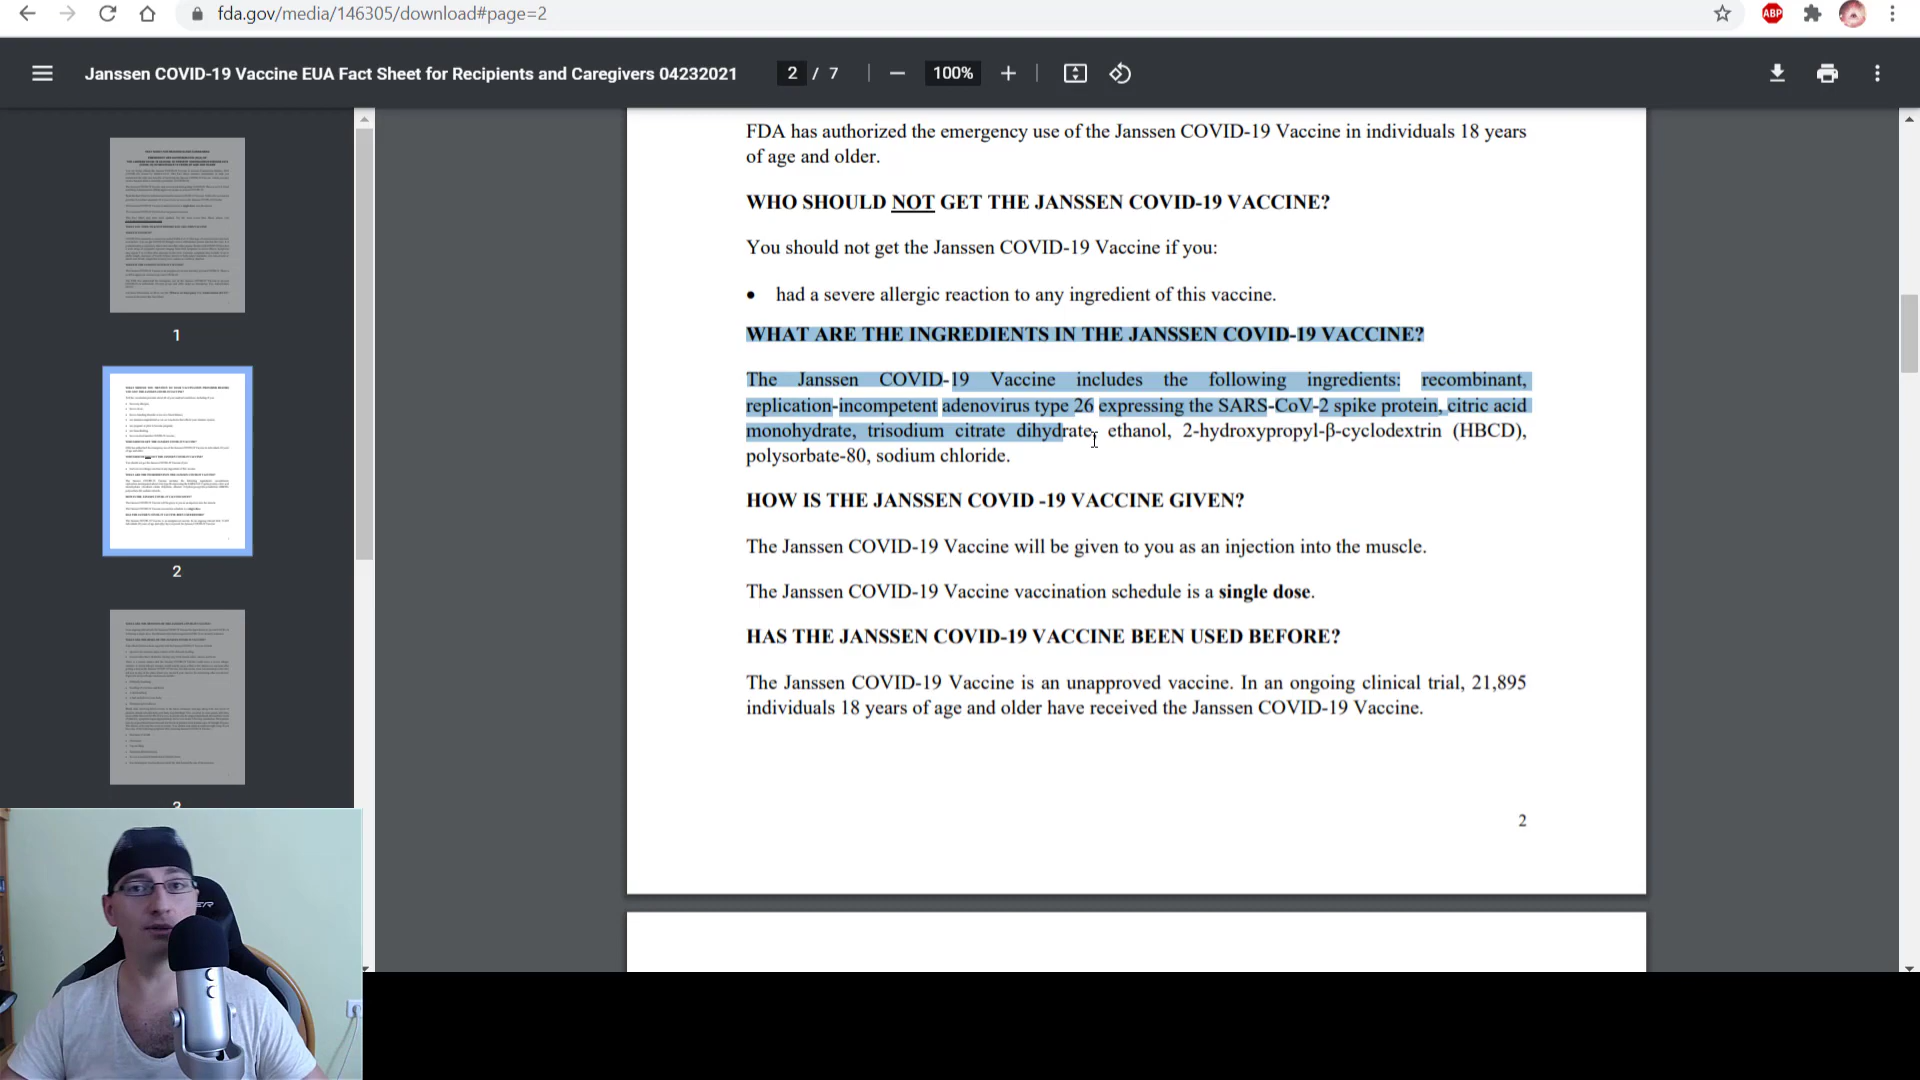 fda.gov/media/146305/download#page=2
ABP
Janssen COVID-19 Vaccine EUA Fact Sheet for Recipients and Caregivers 04232021
2 / 7
100%
FDA has authorized the emergency use of the Janssen COVID-19 Vaccine in individuals 18 years
of age and older.
WHO SHOULD NOT GET THE JANSSEN COVID-19 VACCINE?
You should not get the Janssen COVID-19 Vaccine if you:
• had a severe allergic reaction to any ingredient of this vaccine.
WHAT ARE THE INGREDIENTS IN THE JANSSEN COVID-19 VACCINE?
The Janssen COVID-19 Vaccine includes the following ingredients: recombinant,
replication-incompetent adenovirus type 26 expressing the SARS-CoV-2 spike protein, citric acid
monohydrate, trisodium citrate dihydrate, ethanol, 2-hydroxypropyl-β-cyclodextrin (HBCD),
polysorbate-80, sodium chloride.
HOW IS THE JANSSEN COVID -19 VACCINE GIVEN?
The Janssen COVID-19 Vaccine will be given to you as an injection into the muscle.
The Janssen COVID-19 Vaccine vaccination schedule is a single dose.
HAS THE JANSSEN COVID-19 VACCINE BEEN USED BEFORE?
The Janssen COVID-19 Vaccine is an unapproved vaccine. In an ongoing clinical trial, 21,895
individuals 18 years of age and older have received the Janssen COVID-19 Vaccine.
2
1
2
3